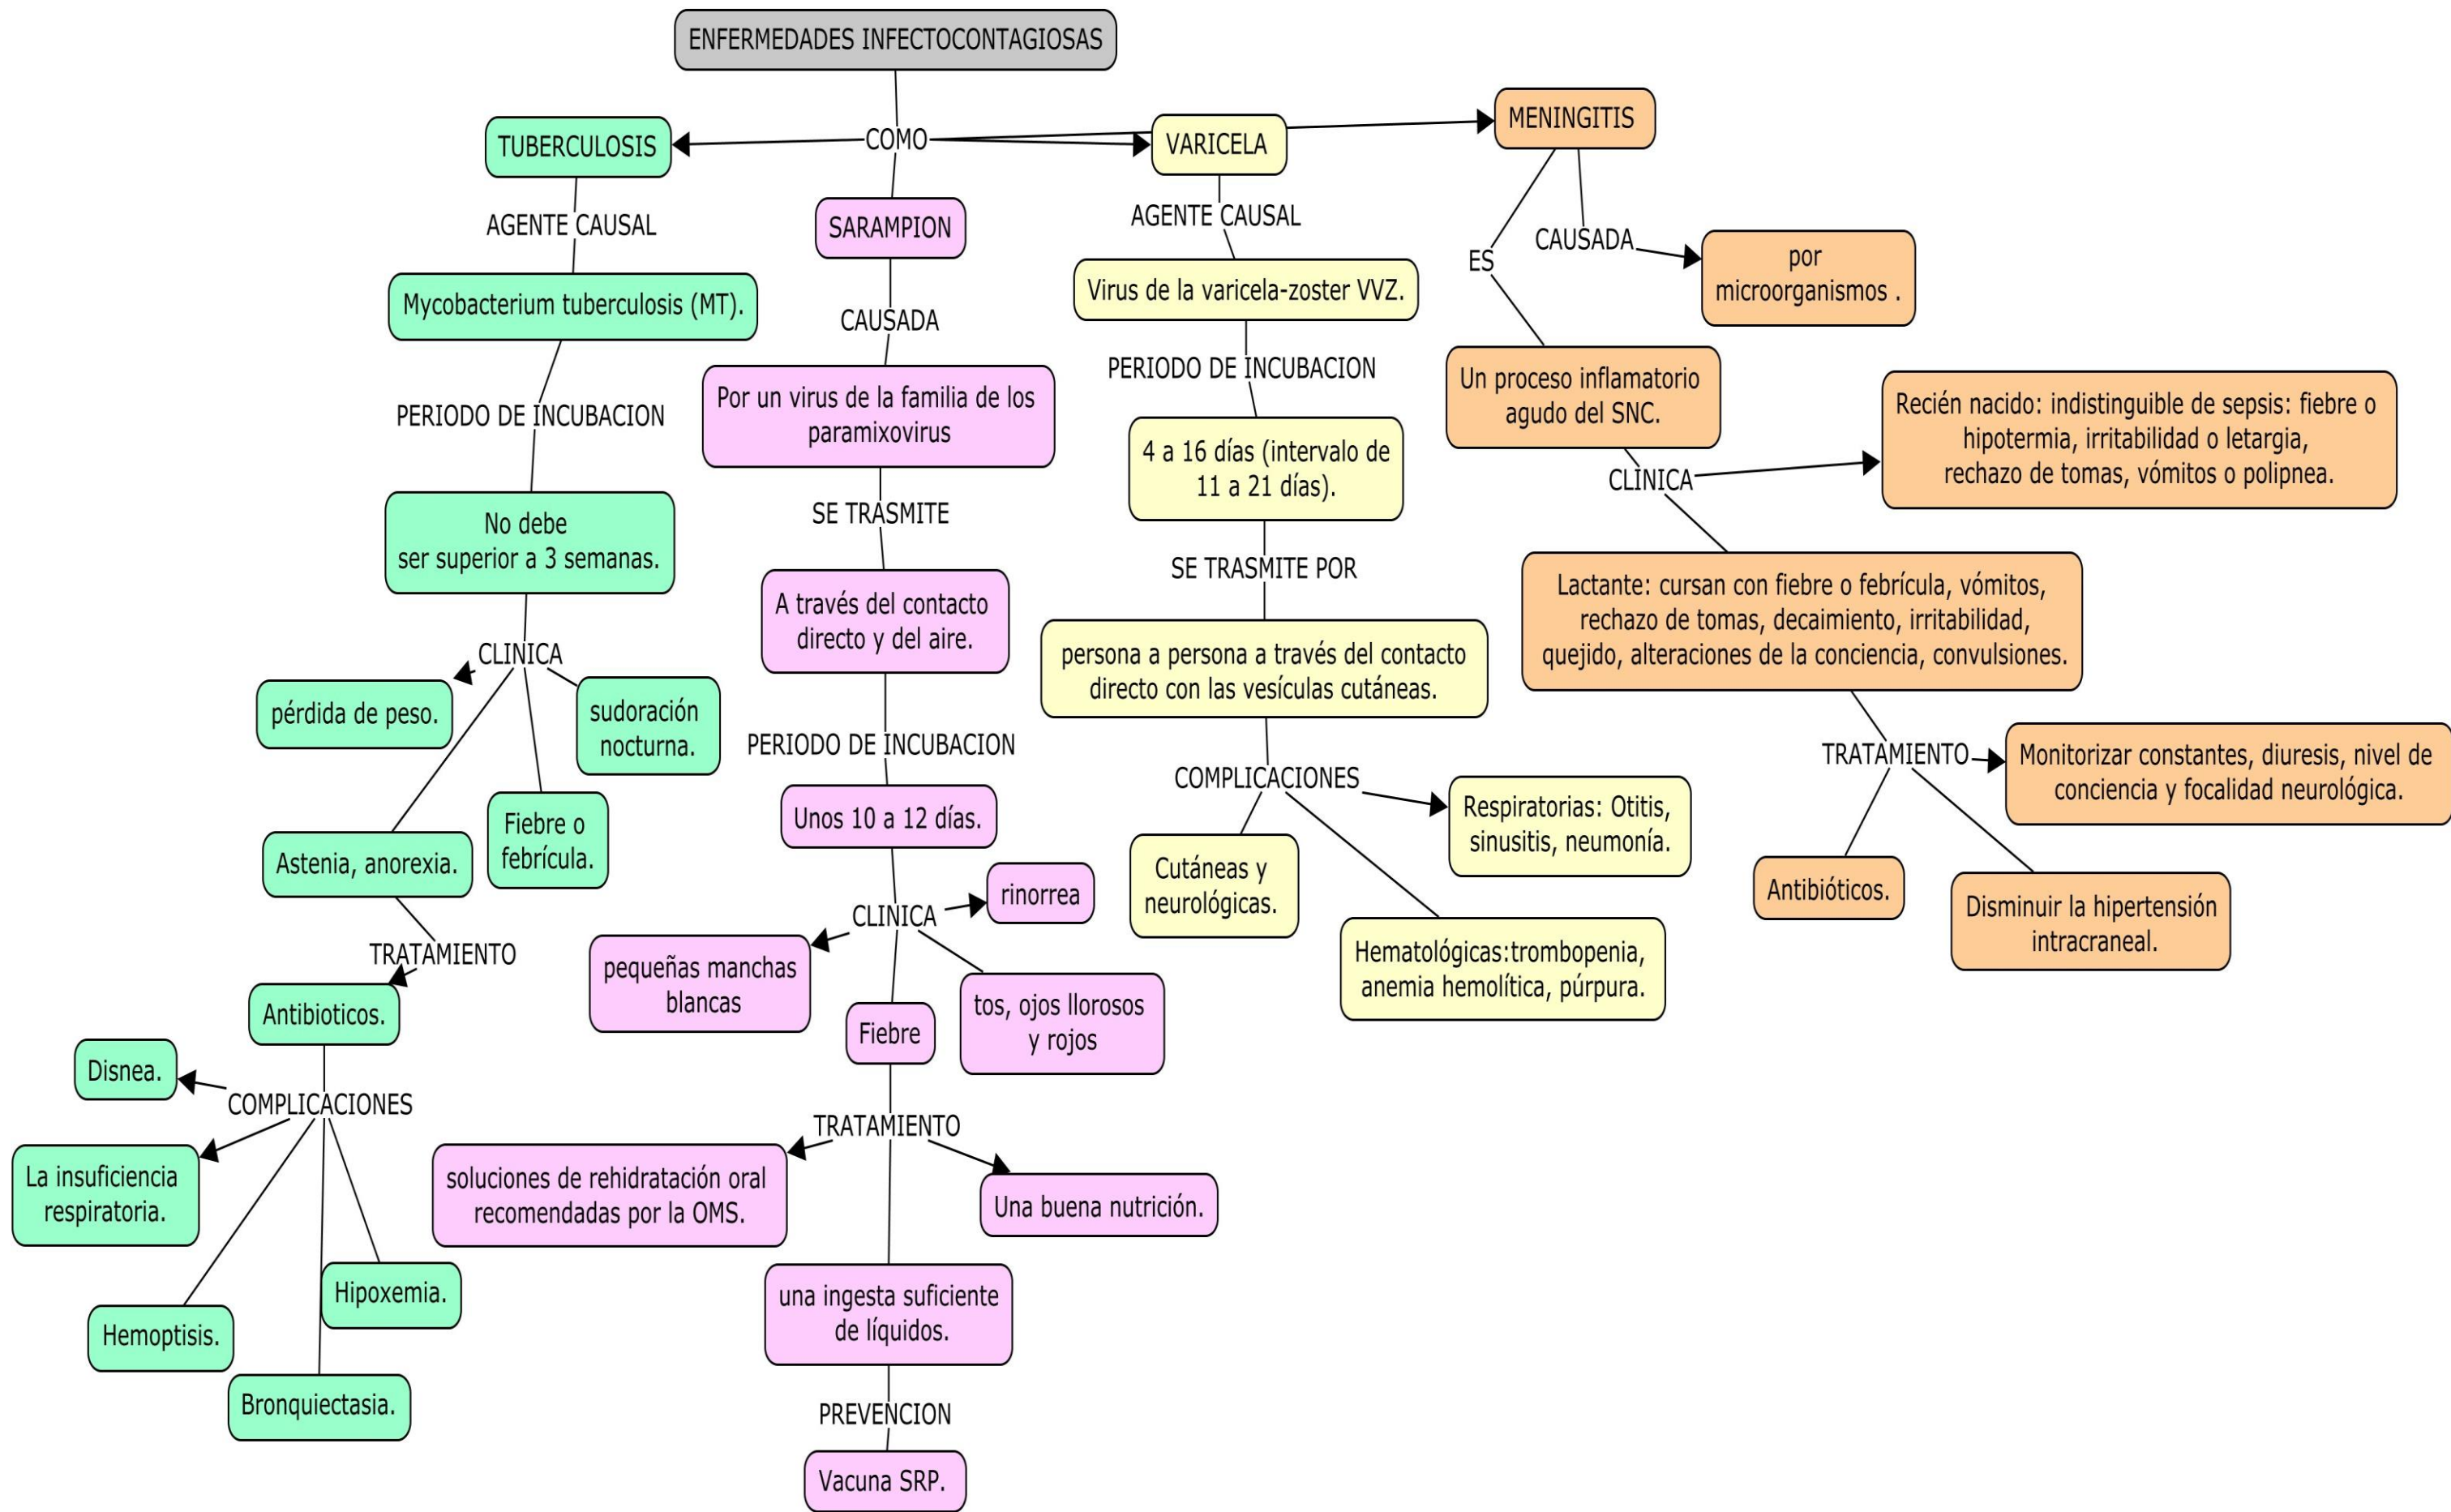 ENFERMEDADES INFECTOCONTAGIOSAS
COMO
TUBERCULOSIS
AGENTE CAUSAL
Mycobacterium tuberculosis (MT).
PERIODO DE INCUBACION
No debe
ser superior a 3 semanas.
CLINICA
pérdida de peso.
sudoración
nocturna.
Fiebre o
febrícula.
Astenia, anorexia.
TRATAMIENTO
Antibioticos.
COMPLICACIONES
Disnea.
La insuficiencia
respiratoria.
Hemoptisis.
Bronquiectasia.
Hipoxemia.
SARAMPION
CAUSADA
Por un virus de la familia de los
paramixovirus
SE TRASMITE
A través del contacto
directo y del aire.
PERIODO DE INCUBACION
Unos 10 a 12 días.
CLINICA
rinorrea
pequeñas manchas
blancas
Fiebre
tos, ojos llorosos
y rojos
TRATAMIENTO
soluciones de rehidratación oral
recomendadas por la OMS.
Una buena nutrición.
una ingesta suficiente
de líquidos.
PREVENCION
Vacuna SRP.
VARICELA
AGENTE CAUSAL
Virus de la varicela-zoster VVZ.
PERIODO DE INCUBACION
4 a 16 días (intervalo de
11 a 21 días).
SE TRASMITE POR
persona a persona a través del contacto
directo con las vesículas cutáneas.
COMPLICACIONES
Respiratorias: Otitis,
sinusitis, neumonía.
Cutáneas y
neurológicas.
Hematológicas:trombopenia,
anemia hemolítica, púrpura.
MENINGITIS
CAUSADA
por
microorganismos .
ES
Un proceso inflamatorio
agudo del SNC.
CLINICA
Recién nacido: indistinguible de sepsis: fiebre o
hipotermia, irritabilidad o letargia,
rechazo de tomas, vómitos o polipnea.
Lactante: cursan con fiebre o febrícula, vómitos,
rechazo de tomas, decaimiento, irritabilidad,
quejido, alteraciones de la conciencia, convulsiones.
TRATAMIENTO
Monitorizar constantes, diuresis, nivel de
conciencia y focalidad neurológica.
Antibióticos.
Disminuir la hipertensión
intracraneal.